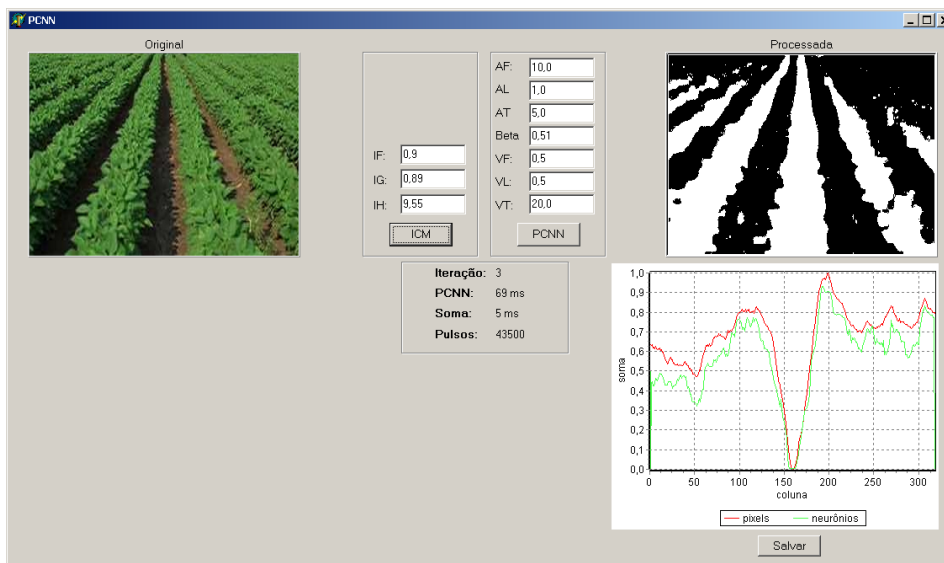 PCNN
Original
Processada
IF: 0,9
IG: 0,89
IH: 9,55
ICM
AF: 10,0
AL 1,0
AT 5,0
Beta 0,51
VF: 0,5
VL: 0,5
VT: 20,0
PCNN
Iteração: 3
PCNN: 69 ms
Soma: 5 ms
Pulsos: 43500
soma
1,0
0,9
0,8
0,7
0,6
0,5
0,4
0,3
0,2
0,1
0,0
0 50 100 150 200 250 300
coluna
pixels neurônios
Salvar